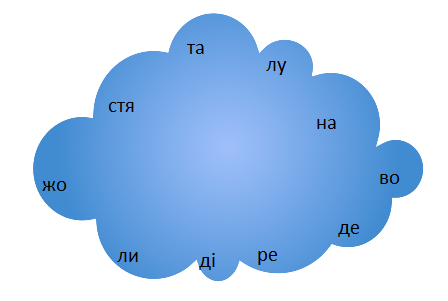 та
лу
стя
на
жо
во
де
ли
ді
ре